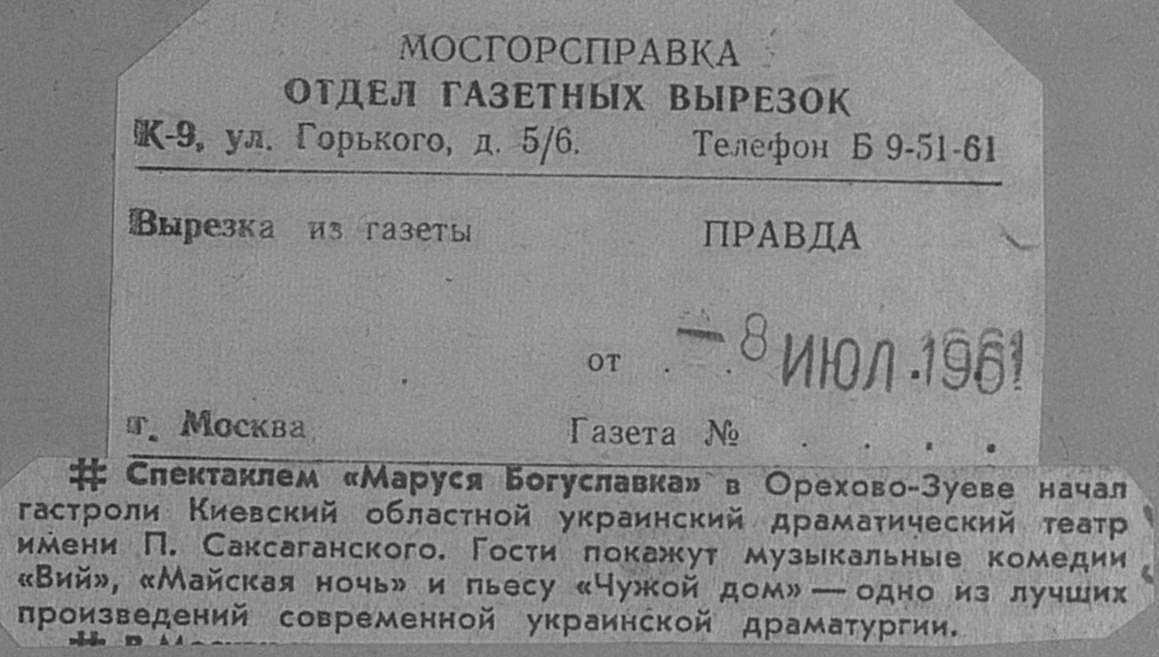 МОСГОРСПРАВКА
ОТДЕЛ ГАЗЕТНЫХ ВЫРЕЗОК
К-9, ул. Горького, д. 5/6. Телефон Б 9-51-61
Вырезка из газеты ПРАВДА
от . . — 8 ИЮЛ . 1961
г. Москва Газета № . . . .
# Спектаклем «Маруся Богуславка» в Орехово-Зуеве начал
гастроли Киевский областной украинский драматический театр
имени П. Саксаганского. Гости покажут музыкальные комедии
«Вий», «Майская ночь» и пьесу «Чужой дом» — одно из лучших
произведений современной украинской драматургии.
# В